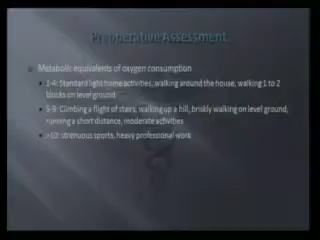 Preoperative Assessment
Metabolic equivalents of oxygen consumption
1-4: Standard light home activities, walking around the house, walking 1 to 2
blocks on level ground
5-9: Climbing a flight of stairs, walking up a hill, briskly walking on level ground,
running a short distance, moderate activities
>10: strenuous sports, heavy professional work